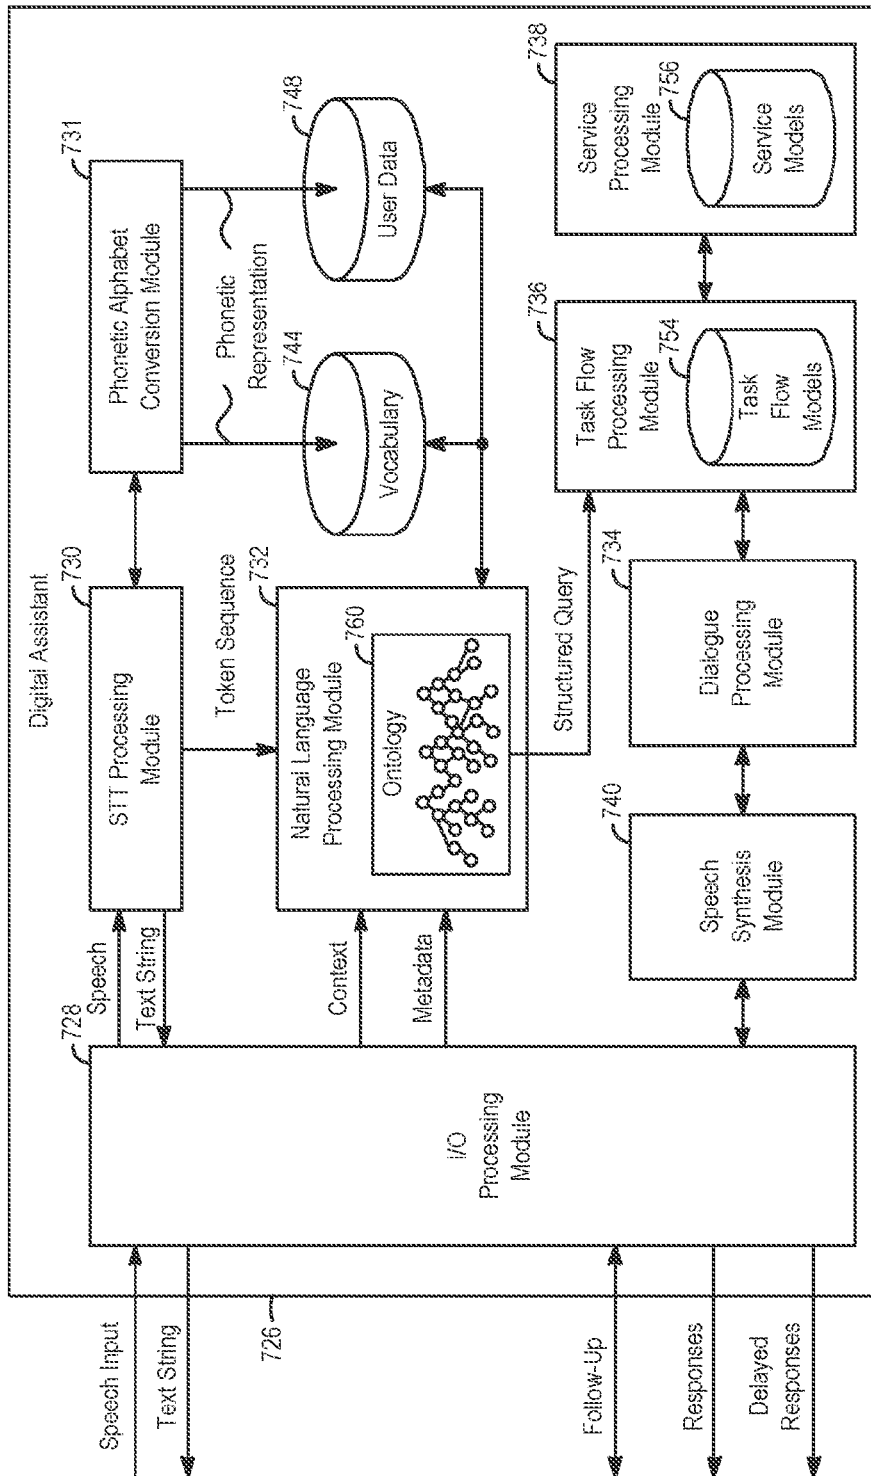 Digital Assistant
726
Speech Input
Text String
Follow-Up
Responses
Delayed
Responses
728
I/O
Processing
Module
Speech
Text String
Context
Metadata
730
STT Processing
Module
Token Sequence
732
Natural Language
Processing Module
760
Ontology
Structured Query
731
Phonetic Alphabet
Conversion Module
Phonetic
Representation
744
Vocabulary
748
User Data
740
Speech
Synthesis
Module
734
Dialogue
Processing
Module
736
Task Flow
Processing
Module
754
Task
Flow
Models
738
Service
Processing
Module
756
Service
Models